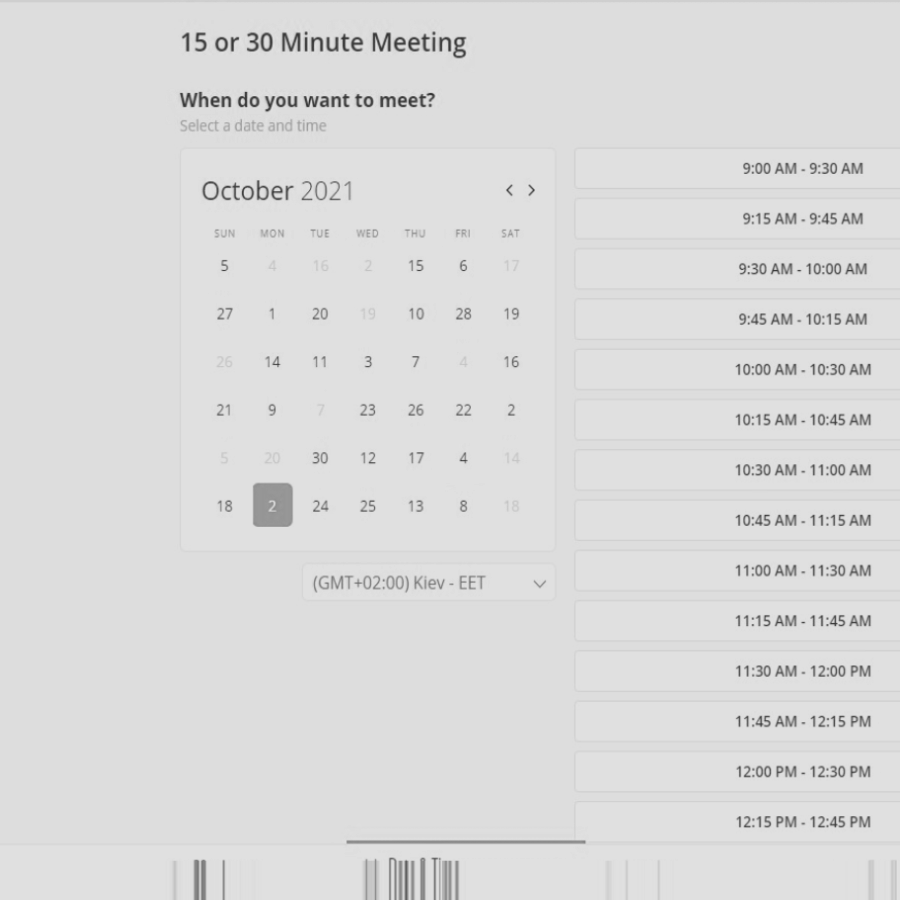 15 or 30 Minute Meeting
When do you want to meet?
Select a date and time
October 2021
SUN MON TUE WED THU FRI SAT
5 4 16 2 15 6 17
27 1 20 19 10 28 19
26 14 11 3 7 4 16
21 9 7 23 26 22 2
5 20 30 12 17 4 14
18 2 24 25 13 8 18
(GMT+02:00) Kiev - EET
9:00 AM - 9:30 AM
9:15 AM - 9:45 AM
9:30 AM - 10:00 AM
9:45 AM - 10:15 AM
10:00 AM - 10:30 AM
10:15 AM - 10:45 AM
10:30 AM - 11:00 AM
10:45 AM - 11:15 AM
11:00 AM - 11:30 AM
11:15 AM - 11:45 AM
11:30 AM - 12:00 PM
11:45 AM - 12:15 PM
12:00 PM - 12:30 PM
12:15 PM - 12:45 PM